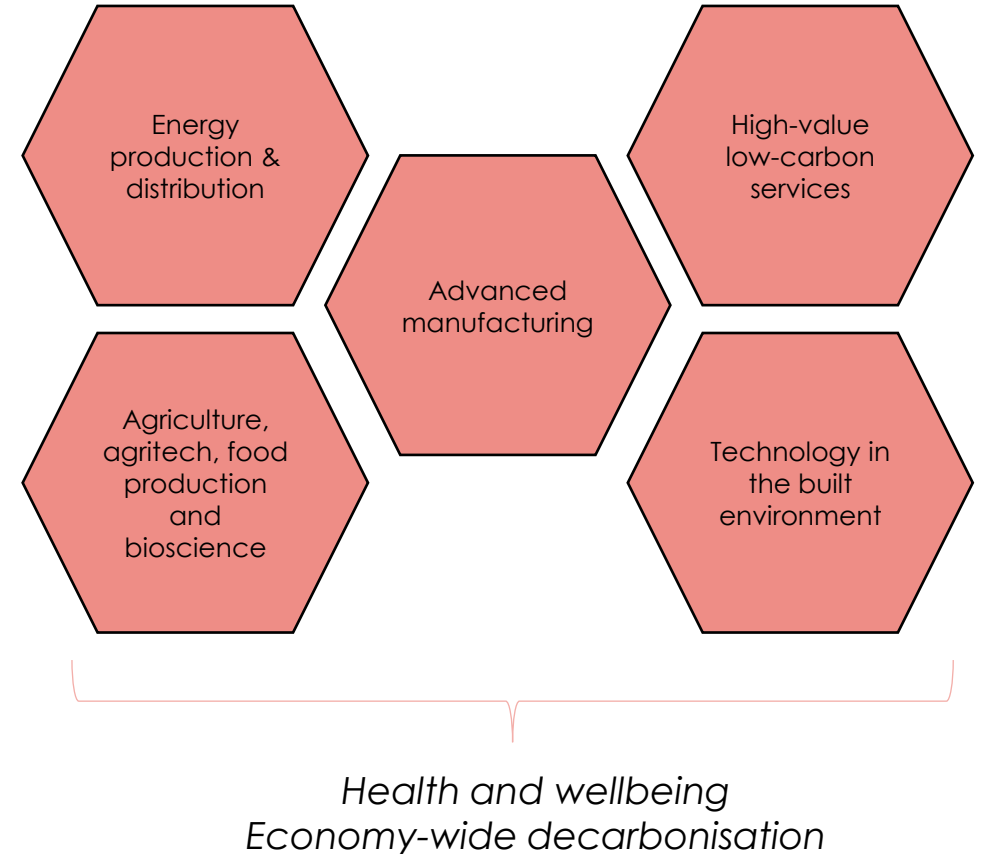 Energy
production &
distribution
High-value
low-carbon
services
Advanced
manufacturing
Agriculture,
agritech, food
production
and
bioscience
Technology in
the built
environment
Health and wellbeing
Economy-wide decarbonisation